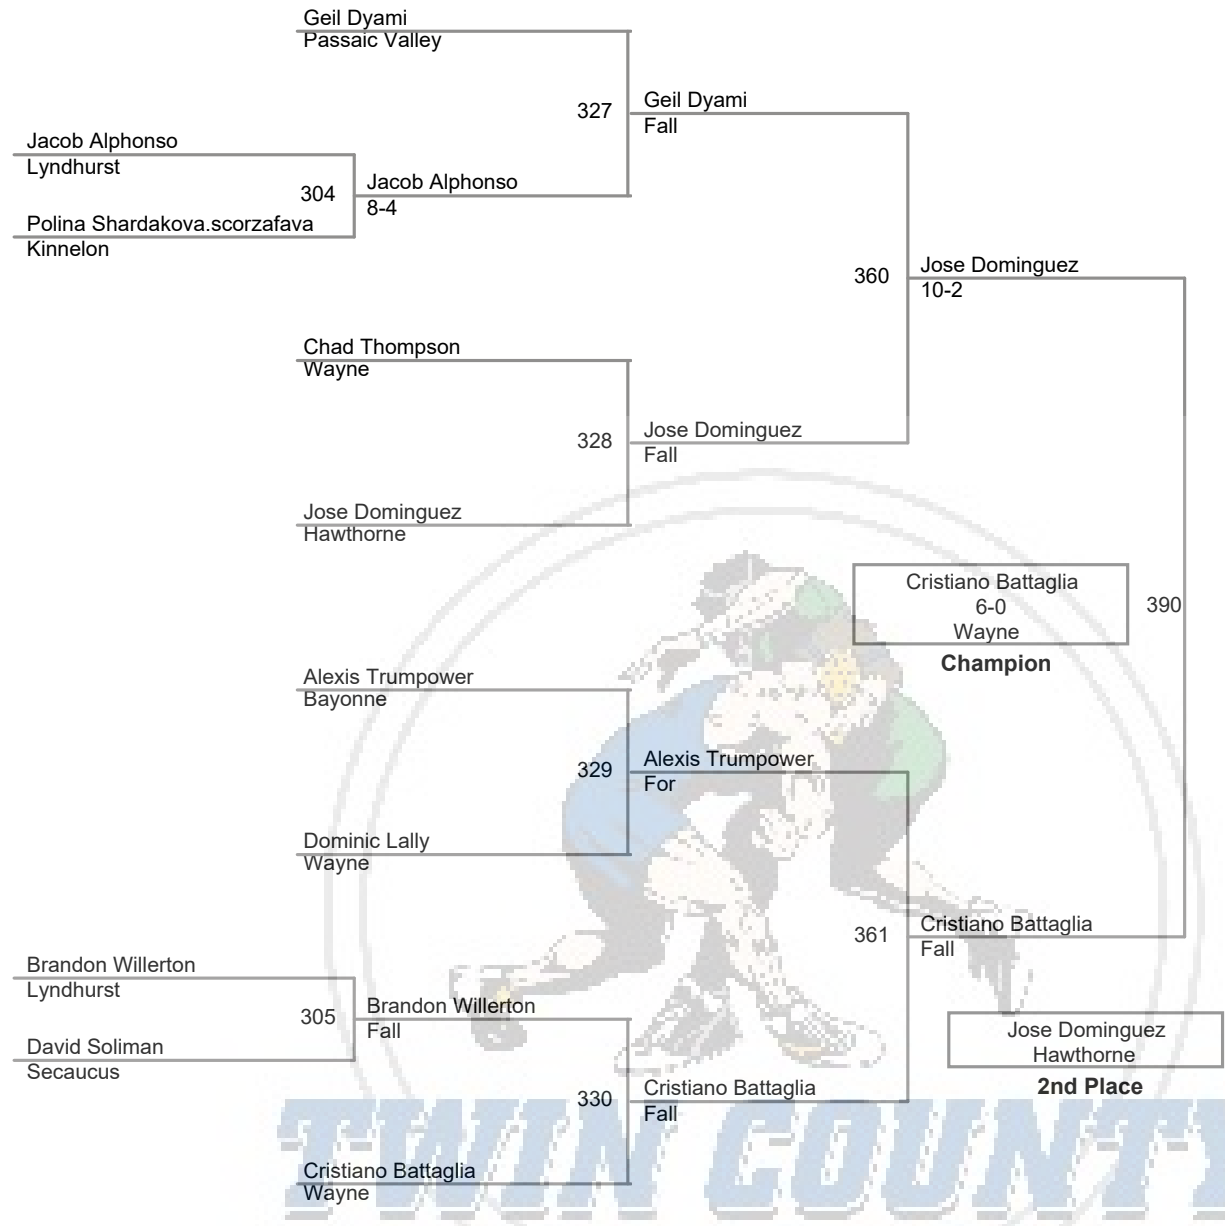 Geil Dyami
Passaic Valley
327
Geil Dyami
Fall
Jacob Alphonso
Lyndhurst
304
Jacob Alphonso
8-4
Polina Shardakova.scorzafava
Kinnelon
360
Jose Dominguez
10-2
Chad Thompson
Wayne
328
Jose Dominguez
Fall
Jose Dominguez
Hawthorne
Cristiano Battaglia
6-0
Wayne
390
Champion
Alexis Trumpower
Bayonne
329
Alexis Trumpower
For
Dominic Lally
Wayne
361
Cristiano Battaglia
Fall
Brandon Willerton
Lyndhurst
305
Brandon Willerton
Fall
David Soliman
Secaucus
Jose Dominguez
Hawthorne
2nd Place
330
Cristiano Battaglia
Fall
Cristiano Battaglia
Wayne
TWIN COUNTY